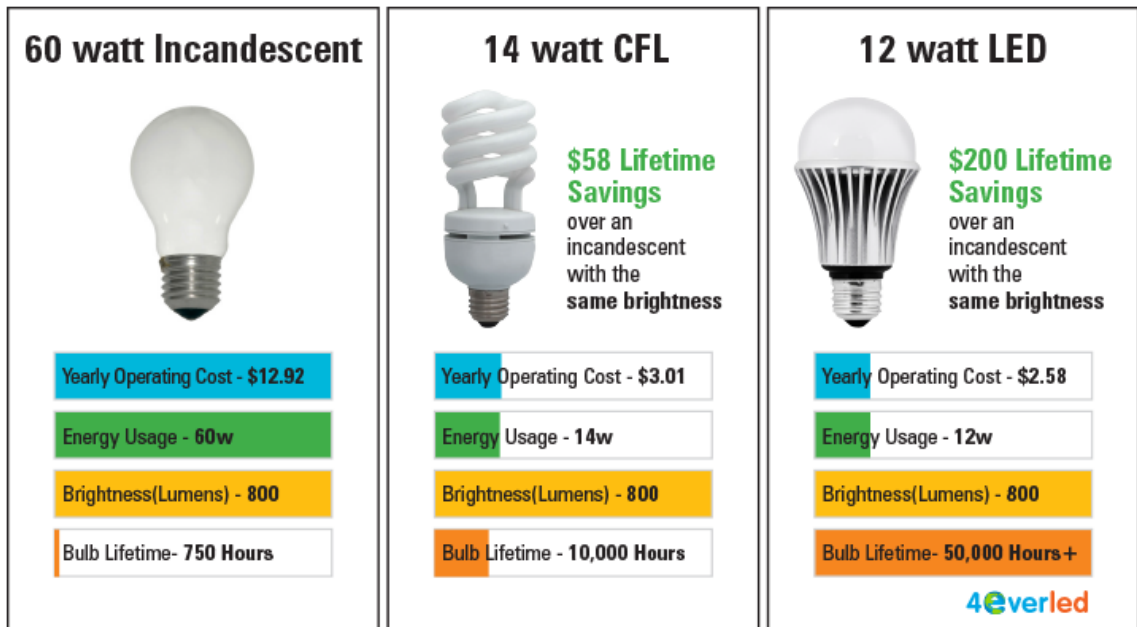 60 watt Incandescent
Yearly Operating Cost - $12.92
Energy Usage - 60w
Brightness(Lumens) - 800
Bulb Lifetime- 750 Hours
14 watt CFL
$58 Lifetime
Savings
over an
incandescent
with the
same brightness
Yearly Operating Cost - $3.01
Energy Usage - 14w
Brightness(Lumens) - 800
Bulb Lifetime - 10,000 Hours
12 watt LED
$200 Lifetime
Savings
over an
incandescent
with the
same brightness
Yearly Operating Cost - $2.58
Energy Usage - 12w
Brightness(Lumens) - 800
Bulb Lifetime- 50,000 Hours+
4everled